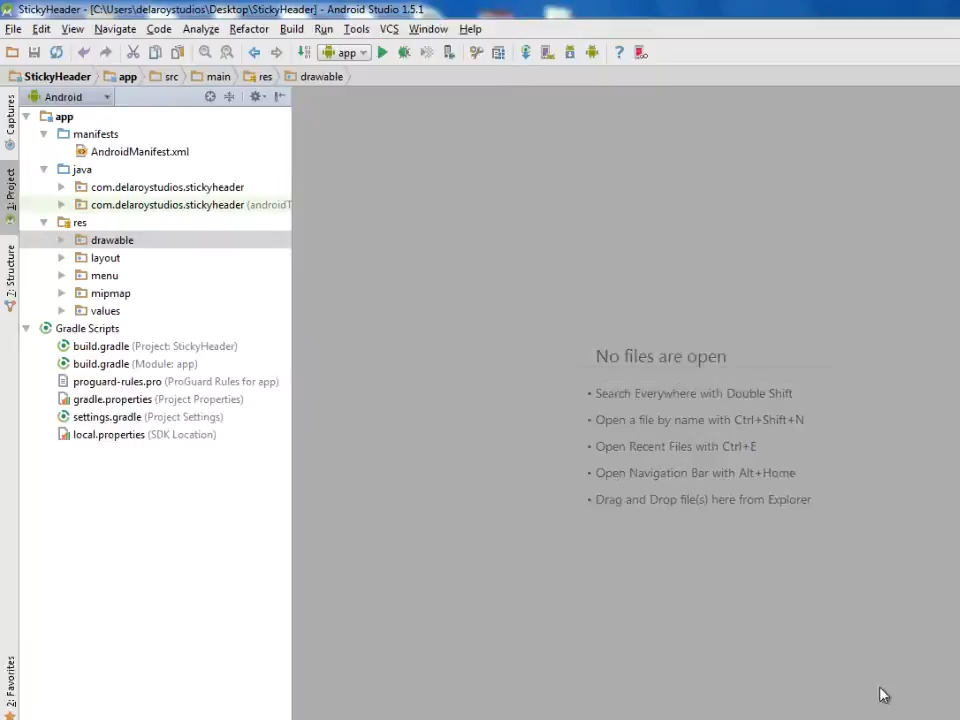 StickyHeader - [C:\Users\delaroystudios\Desktop\StickyHeader] - Android Studio 1.5.1
File Edit View Navigate Code Analyze Refactor Build Run Tools VCS Window Help
app
StickyHeader app src main res drawable
Captures
1: Project
7: Structure
2: Favorites
Android
app
manifests
AndroidManifest.xml
java
com.delaroystudios.stickyheader
com.delaroystudios.stickyheader (androidT
res
drawable
layout
menu
mipmap
values
Gradle Scripts
build.gradle (Project: StickyHeader)
build.gradle (Module: app)
proguard-rules.pro (ProGuard Rules for app)
gradle.properties (Project Properties)
settings.gradle (Project Settings)
local.properties (SDK Location)
No files are open
• Search Everywhere with Double Shift
• Open a file by name with Ctrl+Shift+N
• Open Recent Files with Ctrl+E
• Open Navigation Bar with Alt+Home
• Drag and Drop file(s) here from Explorer